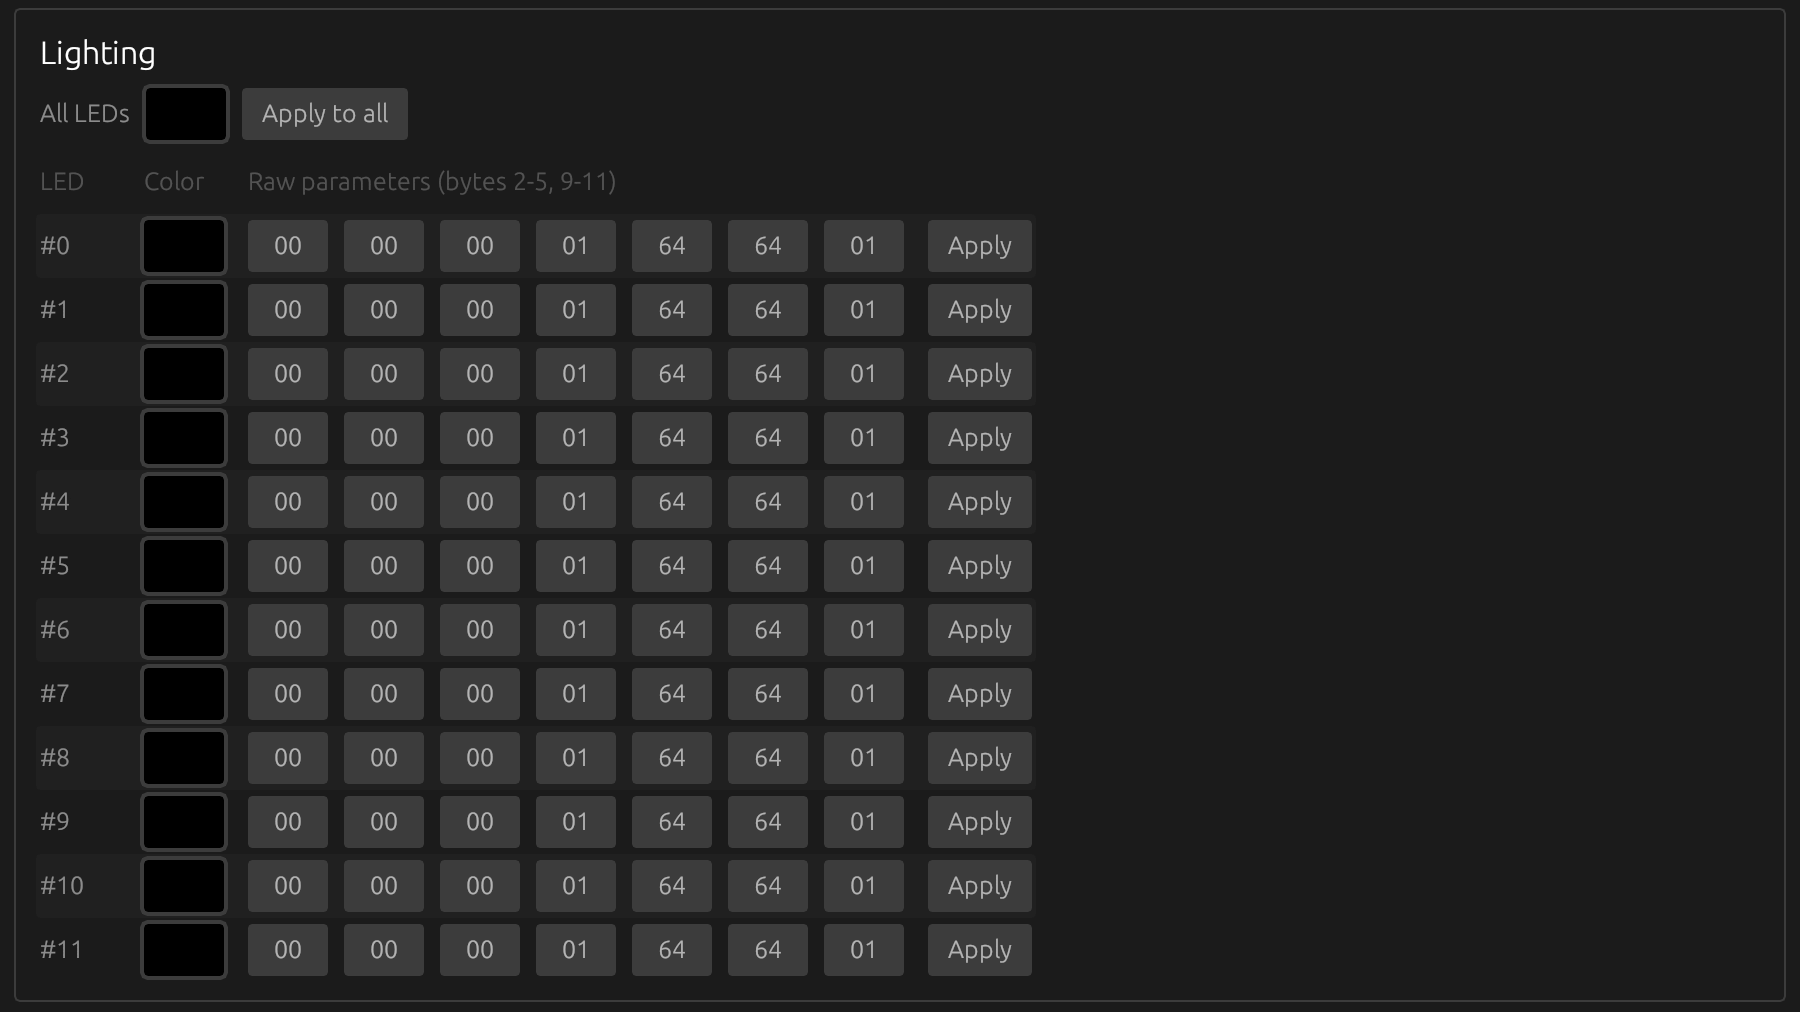 Lighting
All LEDs Apply to all
LED Color Raw parameters (bytes 2-5, 9-11)
#0 00 00 00 01 64 64 01 Apply
#1 00 00 00 01 64 64 01 Apply
#2 00 00 00 01 64 64 01 Apply
#3 00 00 00 01 64 64 01 Apply
#4 00 00 00 01 64 64 01 Apply
#5 00 00 00 01 64 64 01 Apply
#6 00 00 00 01 64 64 01 Apply
#7 00 00 00 01 64 64 01 Apply
#8 00 00 00 01 64 64 01 Apply
#9 00 00 00 01 64 64 01 Apply
#10 00 00 00 01 64 64 01 Apply
#11 00 00 00 01 64 64 01 Apply